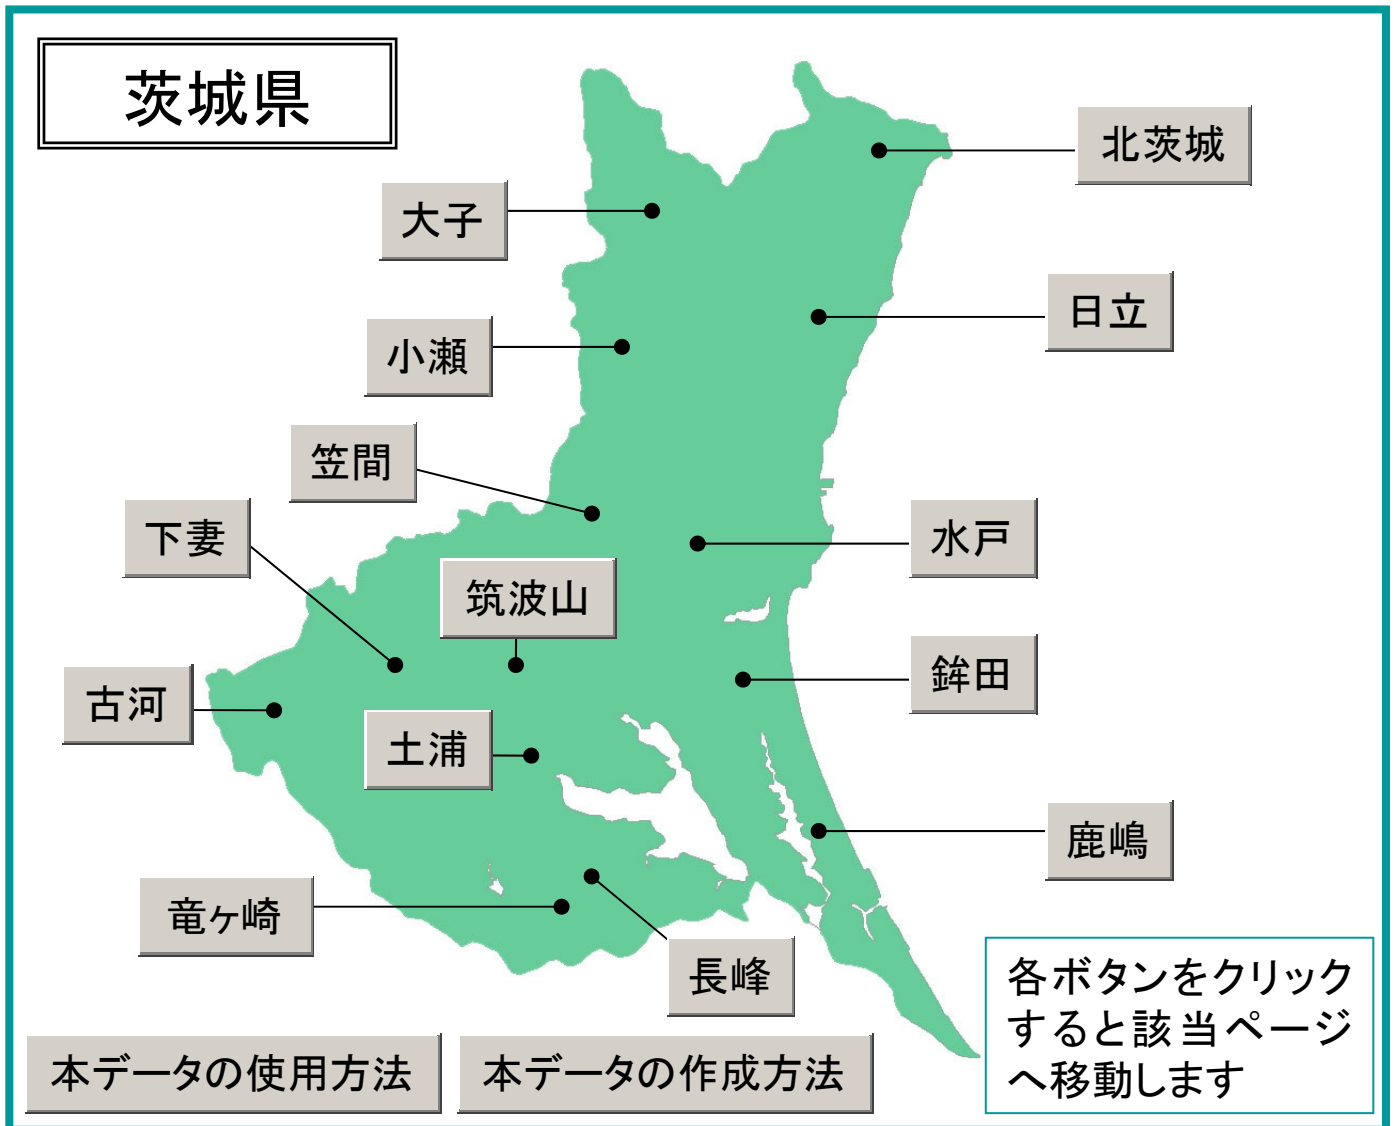 茨城県
北茨城
大子
日立
小瀬
笠間
下妻
水戸
筑波山
鉾田
古河
土浦
鹿嶋
竜ヶ崎
長峰
各ボタンをクリック
すると該当ページ
へ移動します
本データの使用方法
本データの作成方法